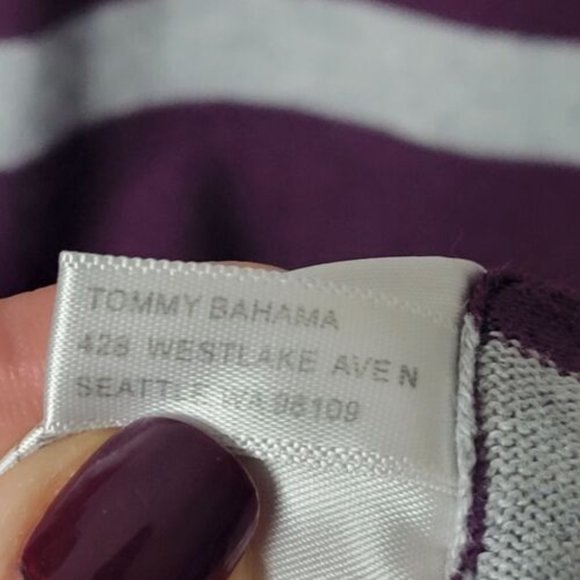 TOMMY BAHAMA
428 WESTLAKE AVE N
SEATTLE WA 98109